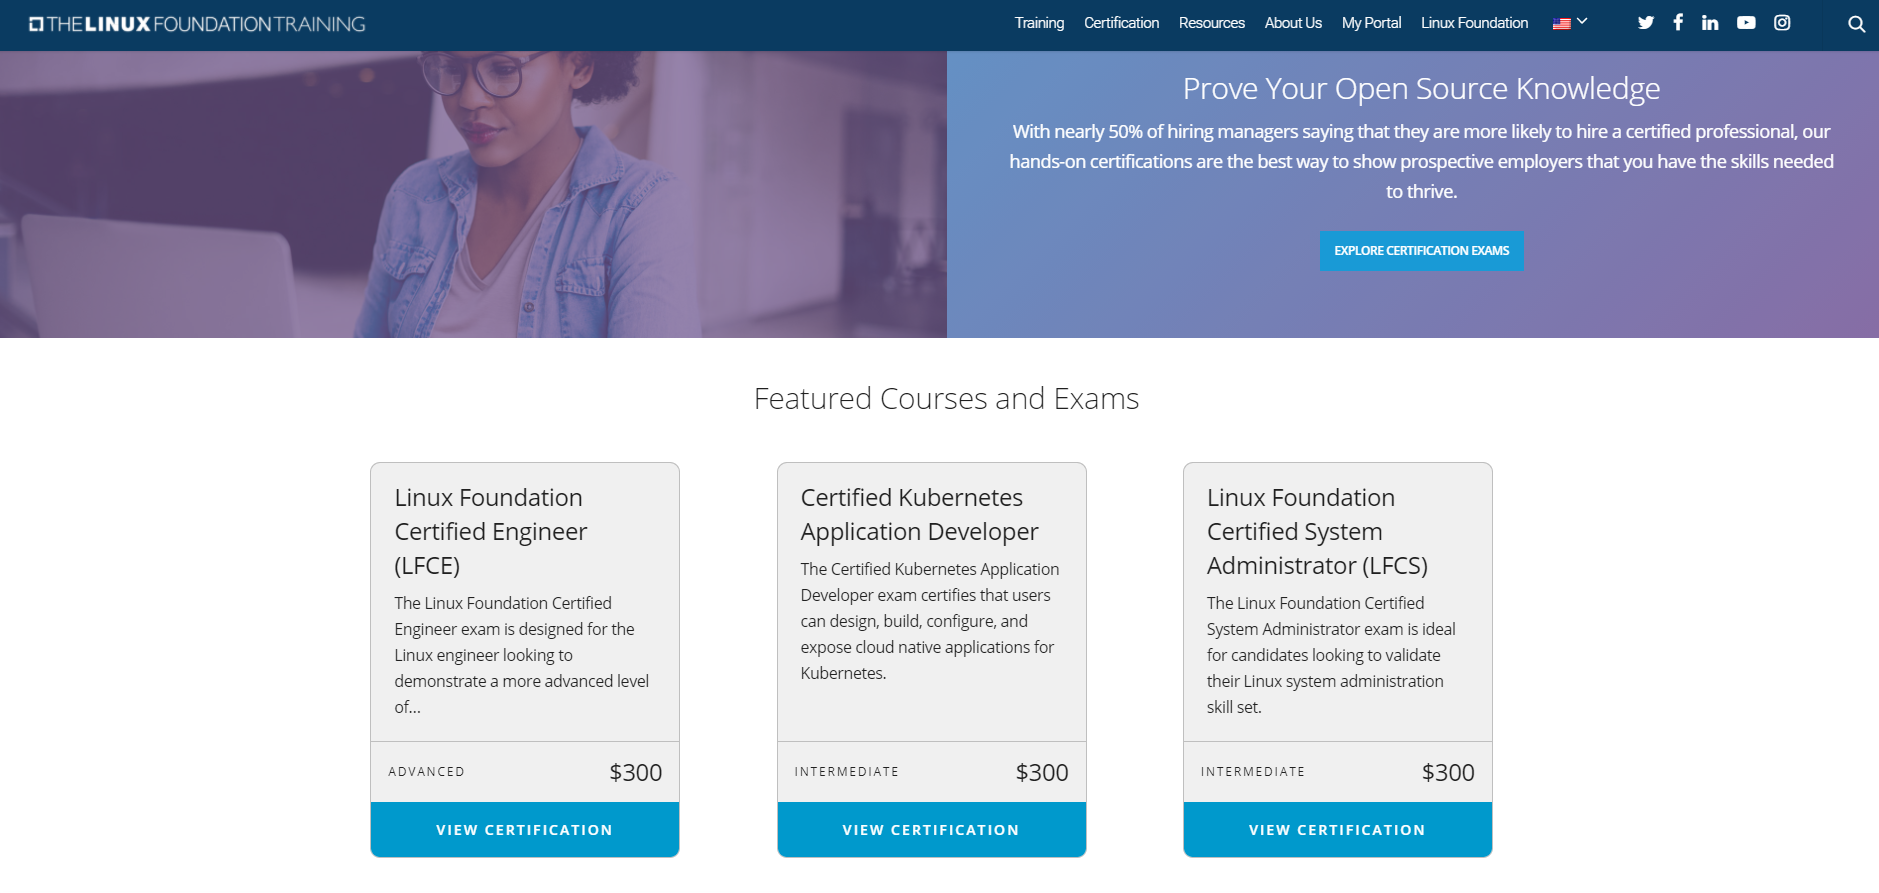 THE LINUX FOUNDATION TRAINING
Training Certification Resources About Us My Portal Linux Foundation
Prove Your Open Source Knowledge
With nearly 50% of hiring managers saying that they are more likely to hire a certified professional, our
hands-on certifications are the best way to show prospective employers that you have the skills needed
to thrive.
EXPLORE CERTIFICATION EXAMS
Featured Courses and Exams
Linux Foundation
Certified Engineer
(LFCE)
The Linux Foundation Certified
Engineer exam is designed for the
Linux engineer looking to
demonstrate a more advanced level
of...
ADVANCED $300
VIEW CERTIFICATION
Certified Kubernetes
Application Developer
The Certified Kubernetes Application
Developer exam certifies that users
can design, build, configure, and
expose cloud native applications for
Kubernetes.
INTERMEDIATE $300
VIEW CERTIFICATION
Linux Foundation
Certified System
Administrator (LFCS)
The Linux Foundation Certified
System Administrator exam is ideal
for candidates looking to validate
their Linux system administration
skill set.
INTERMEDIATE $300
VIEW CERTIFICATION